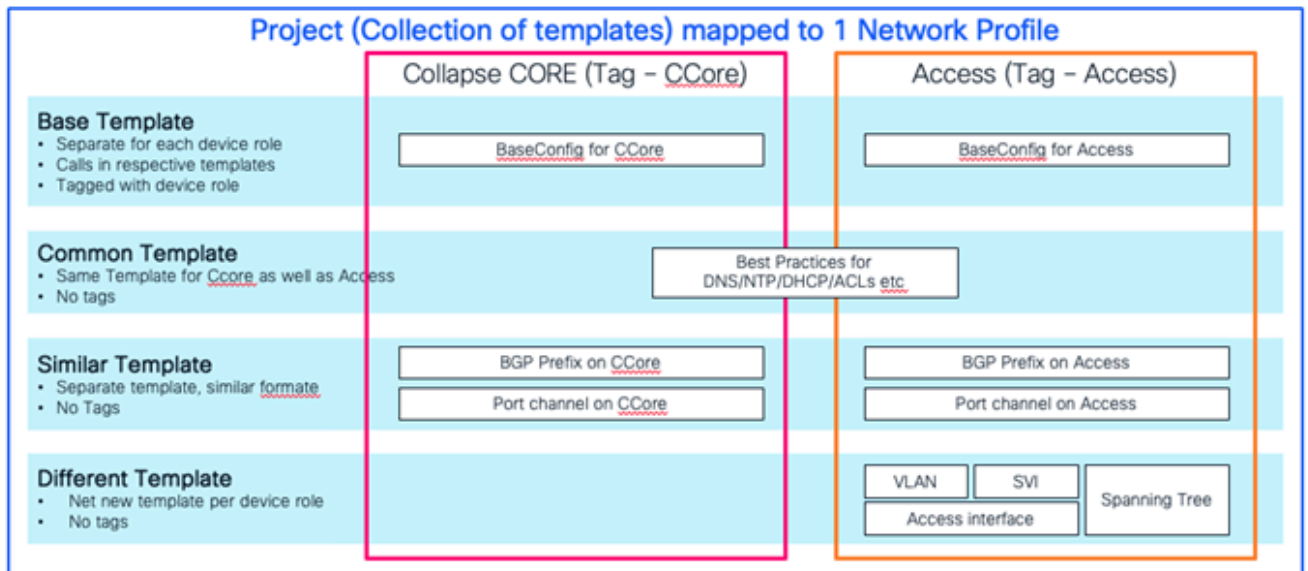 Project (Collection of templates) mapped to 1 Network Profile
Collapse CORE (Tag – CCore)
Access (Tag – Access)
Base Template
• Separate for each device role
• Calls in respective templates
• Tagged with device role
BaseConfig for CCore
BaseConfig for Access
Common Template
• Same Template for Ccore as well as Access
• No tags
Best Practices for
DNS/NTP/DHCP/ACLs etc
Similar Template
• Separate template, similar formate
• No Tags
BGP Prefix on CCore
BGP Prefix on Access
Port channel on CCore
Port channel on Access
Different Template
• Net new template per device role
• No tags
VLAN
SVI
Spanning Tree
Access interface